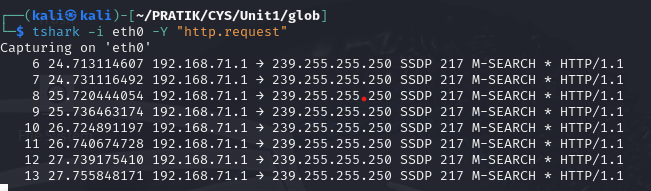 ┌──(kali㉿kali)-[~/PRATIK/CYS/Unit1/glob]
└─$ tshark -i eth0 -Y "http.request"
Capturing on 'eth0'
6 24.713114607 192.168.71.1 → 239.255.255.250 SSDP 217 M-SEARCH * HTTP/1.1
7 24.731116492 192.168.71.1 → 239.255.255.250 SSDP 217 M-SEARCH * HTTP/1.1
8 25.720444054 192.168.71.1 → 239.255.255.250 SSDP 217 M-SEARCH * HTTP/1.1
9 25.736463174 192.168.71.1 → 239.255.255.250 SSDP 217 M-SEARCH * HTTP/1.1
10 26.724891197 192.168.71.1 → 239.255.255.250 SSDP 217 M-SEARCH * HTTP/1.1
11 26.740674728 192.168.71.1 → 239.255.255.250 SSDP 217 M-SEARCH * HTTP/1.1
12 27.739175410 192.168.71.1 → 239.255.255.250 SSDP 217 M-SEARCH * HTTP/1.1
13 27.755848171 192.168.71.1 → 239.255.255.250 SSDP 217 M-SEARCH * HTTP/1.1